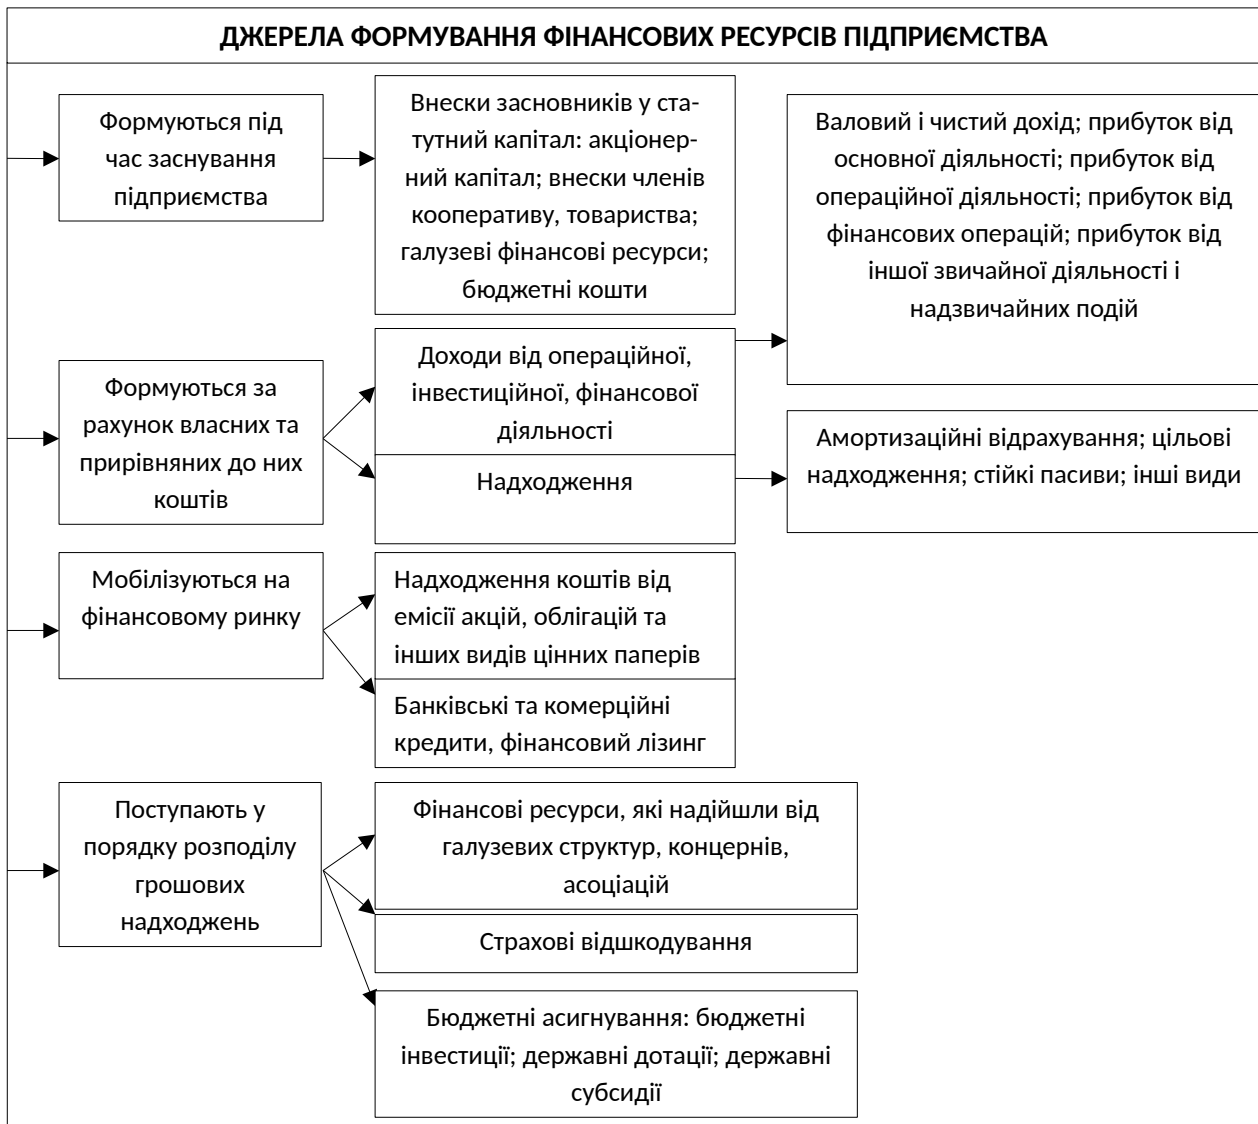 ДЖЕРЕЛА ФОРМУВАННЯ ФІНАНСОВИХ РЕСУРСІВ ПІДПРИЄМСТВА
Формуються під
час заснування
підприємства
Внески засновників у ста-
тутний капітал: акціонер-
ний капітал; внески членів
кооперативу, товариства;
галузеві фінансові ресурси;
бюджетні кошти
Валовий і чистий дохід; прибуток від
основної діяльності; прибуток від
операційної діяльності; прибуток від
фінансових операцій; прибуток від
іншої звичайної діяльності і
надзвичайних подій
Формуються за
рахунок власних та
прирівняних до них
коштів
Доходи від операційної,
інвестиційної, фінансової
діяльності
Надходження
Амортизаційні відрахування; цільові
надходження; стійкі пасиви; інші види
Мобілізуються на
фінансовому ринку
Надходження коштів від
емісії акцій, облігацій та
інших видів цінних паперів
Банківські та комерційні
кредити, фінансовий лізинг
Поступають у
порядку розподілу
грошових
надходжень
Фінансові ресурси, які надійшли від
галузевих структур, концернів,
асоціацій
Страхові відшкодування
Бюджетні асигнування: бюджетні
інвестиції; державні дотації; державні
субсидії